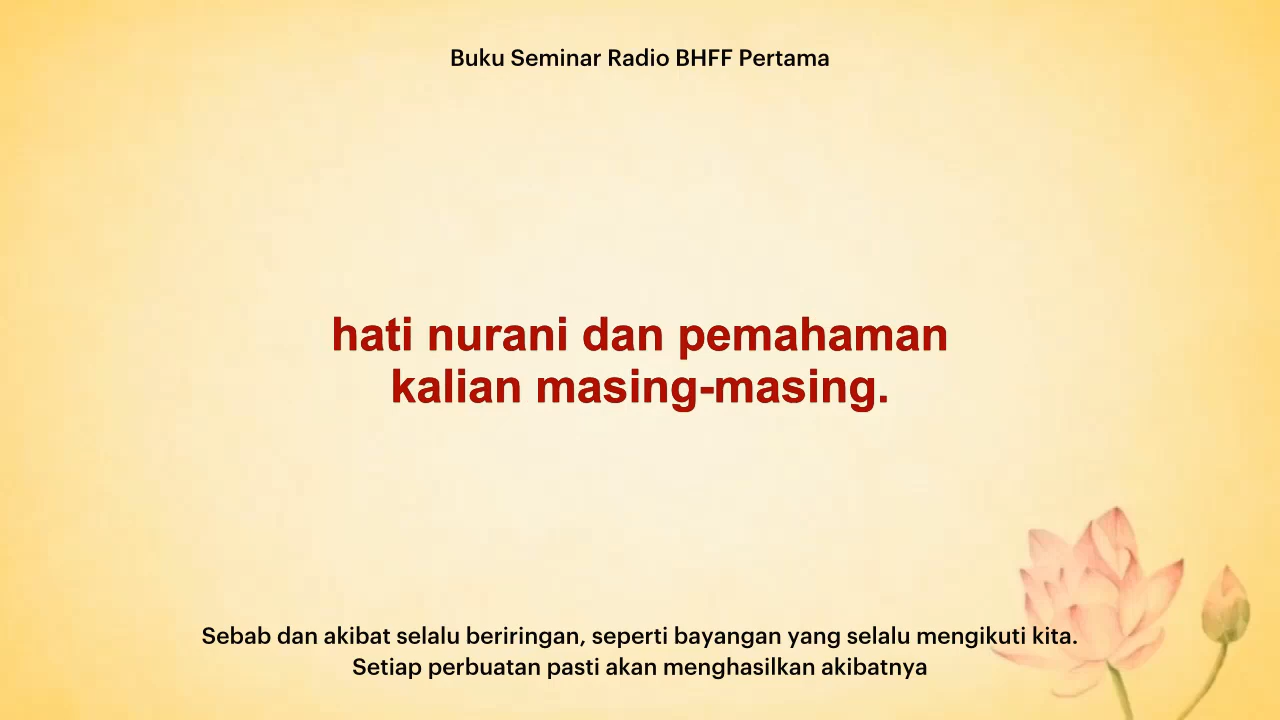 Buku Seminar Radio BHFF Pertama
hati nurani dan pemahaman
kalian masing-masing.
Sebab dan akibat selalu beriringan, seperti bayangan yang selalu mengikuti kita.
Setiap perbuatan pasti akan menghasilkan akibatnya